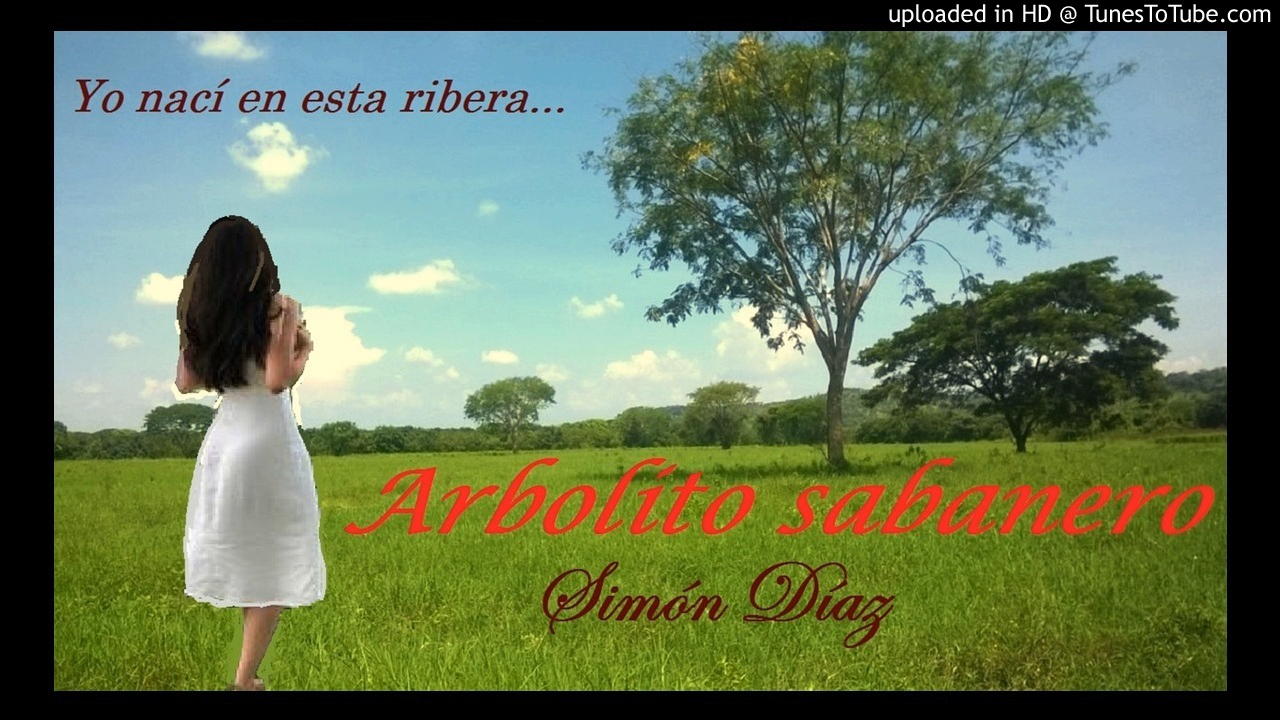 uploaded in HD @ TunesToTube.com
Yo nací en esta ribera...
Arbolito sabanero
Simón Díaz